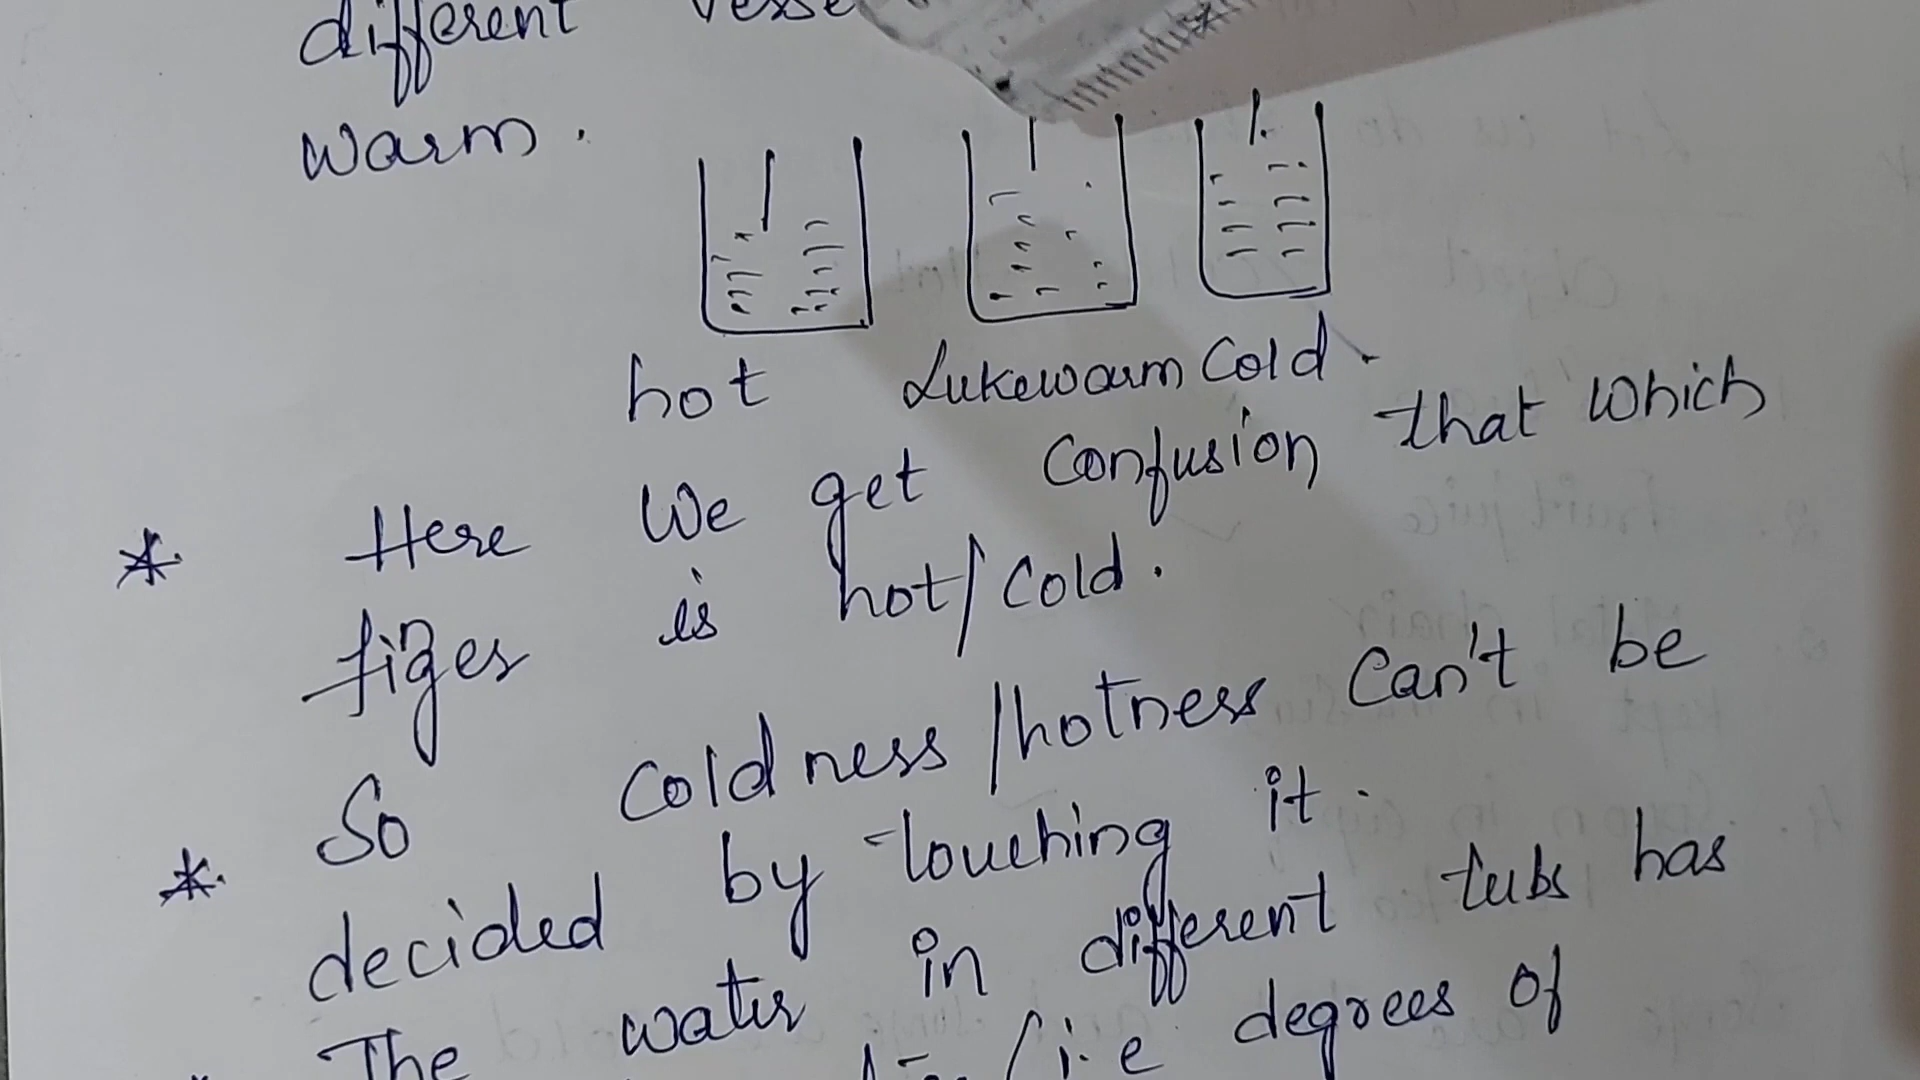 different
warm.
hot Lukewarm Cold.
* Here we get confusion that which
is hot/cold.
* So coldness/hotness can't be
decided by touching it.
The water in different tubs has
i.e degrees of